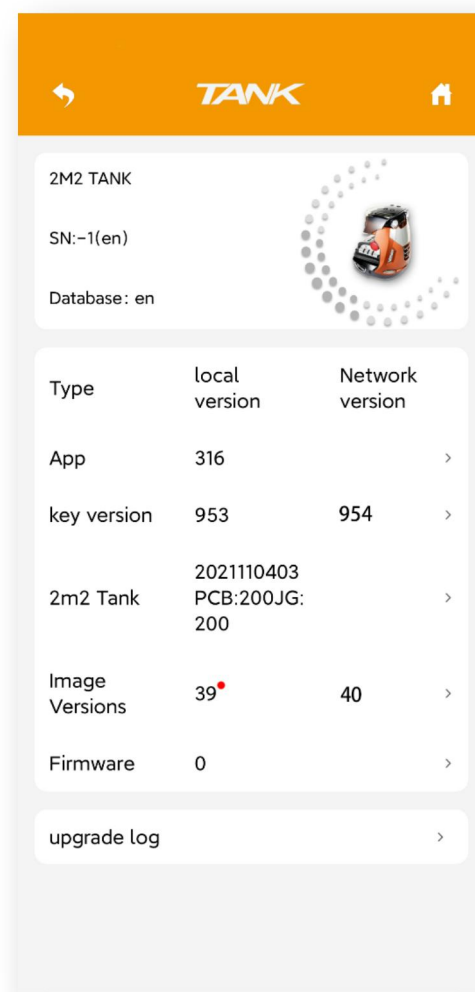 TANK
2M2 TANK
SN:-1(en)
Database: en
Type local version Network version
App 316
key version 953 954
2m2 Tank 2021110403 PCB:200JG: 200
Image Versions 39 40
Firmware 0
upgrade log